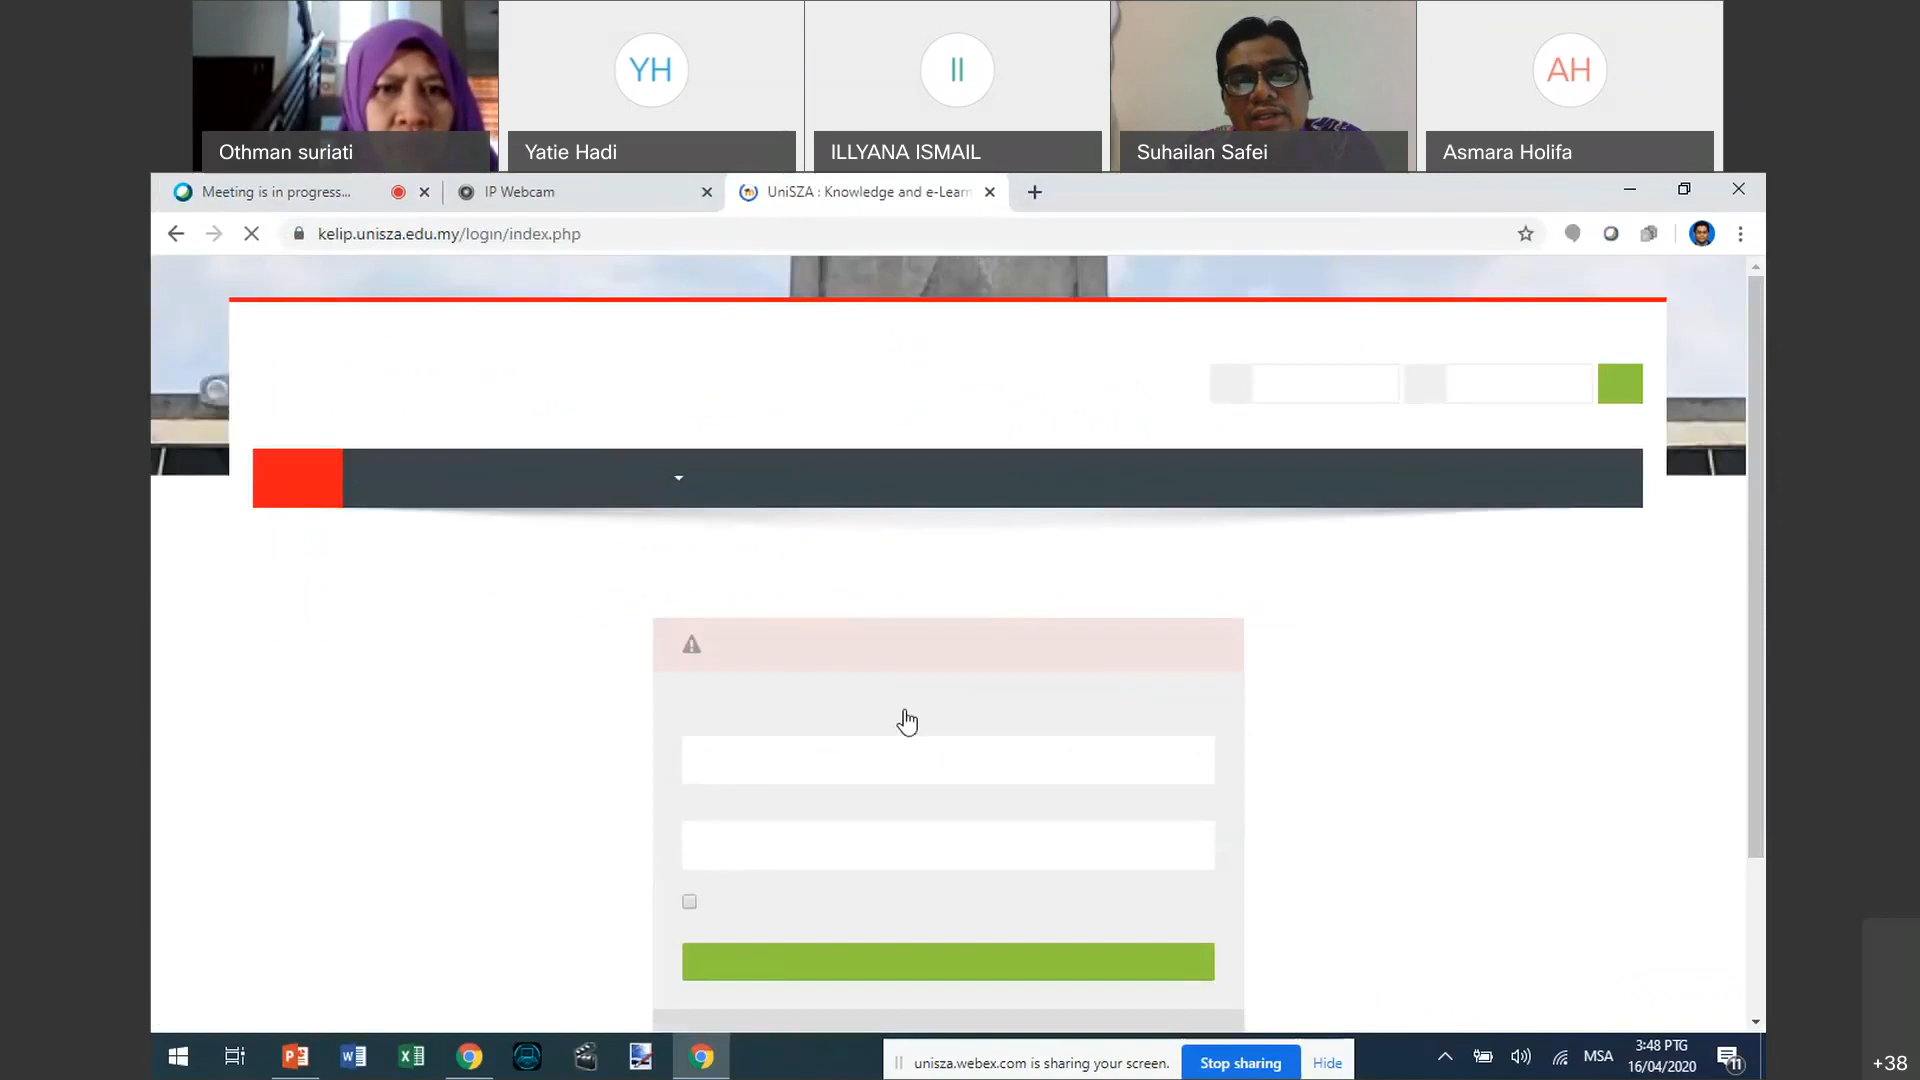 YH
II
AH
Othman suriati
Yatie Hadi
ILLYANA ISMAIL
Suhailan Safei
Asmara Holifa
Meeting is in progress...
IP Webcam
UniSZA : Knowledge and e-Learn
kelip.unisza.edu.my/login/index.php
unisza.webex.com is sharing your screen.
Stop sharing
Hide
MSA
3:48 PTG
16/04/2020
11
+38